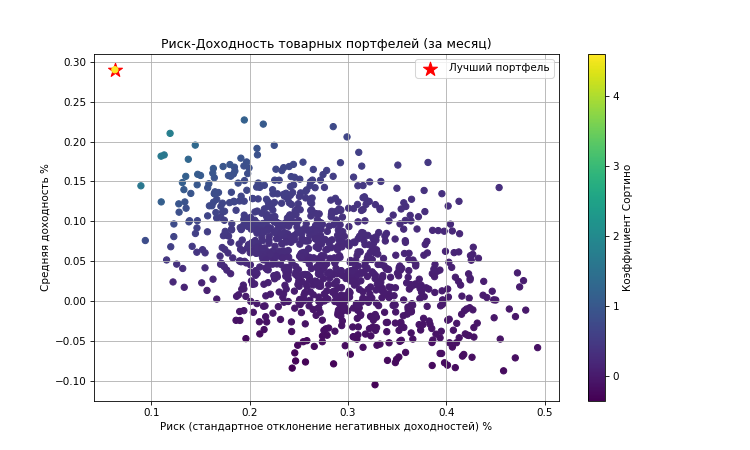 Риск-Доходность товарных портфелей (за месяц)
Лучший портфель
Средняя доходность %
0.30
0.25
0.20
0.15
0.10
0.05
0.00
−0.05
−0.10
0.1 0.2 0.3 0.4 0.5
Риск (стандартное отклонение негативных доходностей) %
4
3
2
1
0
Коэффициент Сортино